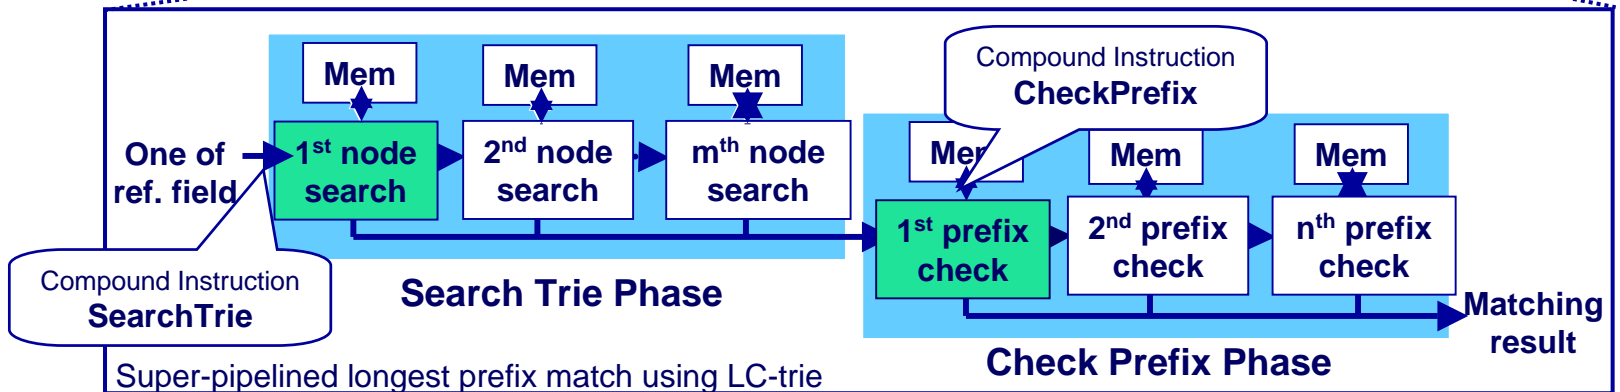 Mem
Mem
Mem
Compound Instruction
CheckPrefix
One of
ref. field
1st node
search
2nd node
search
mth node
search
Mem
Mem
Mem
1st prefix
check
2nd prefix
check
nth prefix
check
Compound Instruction
SearchTrie
Search Trie Phase
Matching
result
Check Prefix Phase
Super-pipelined longest prefix match using LC-trie